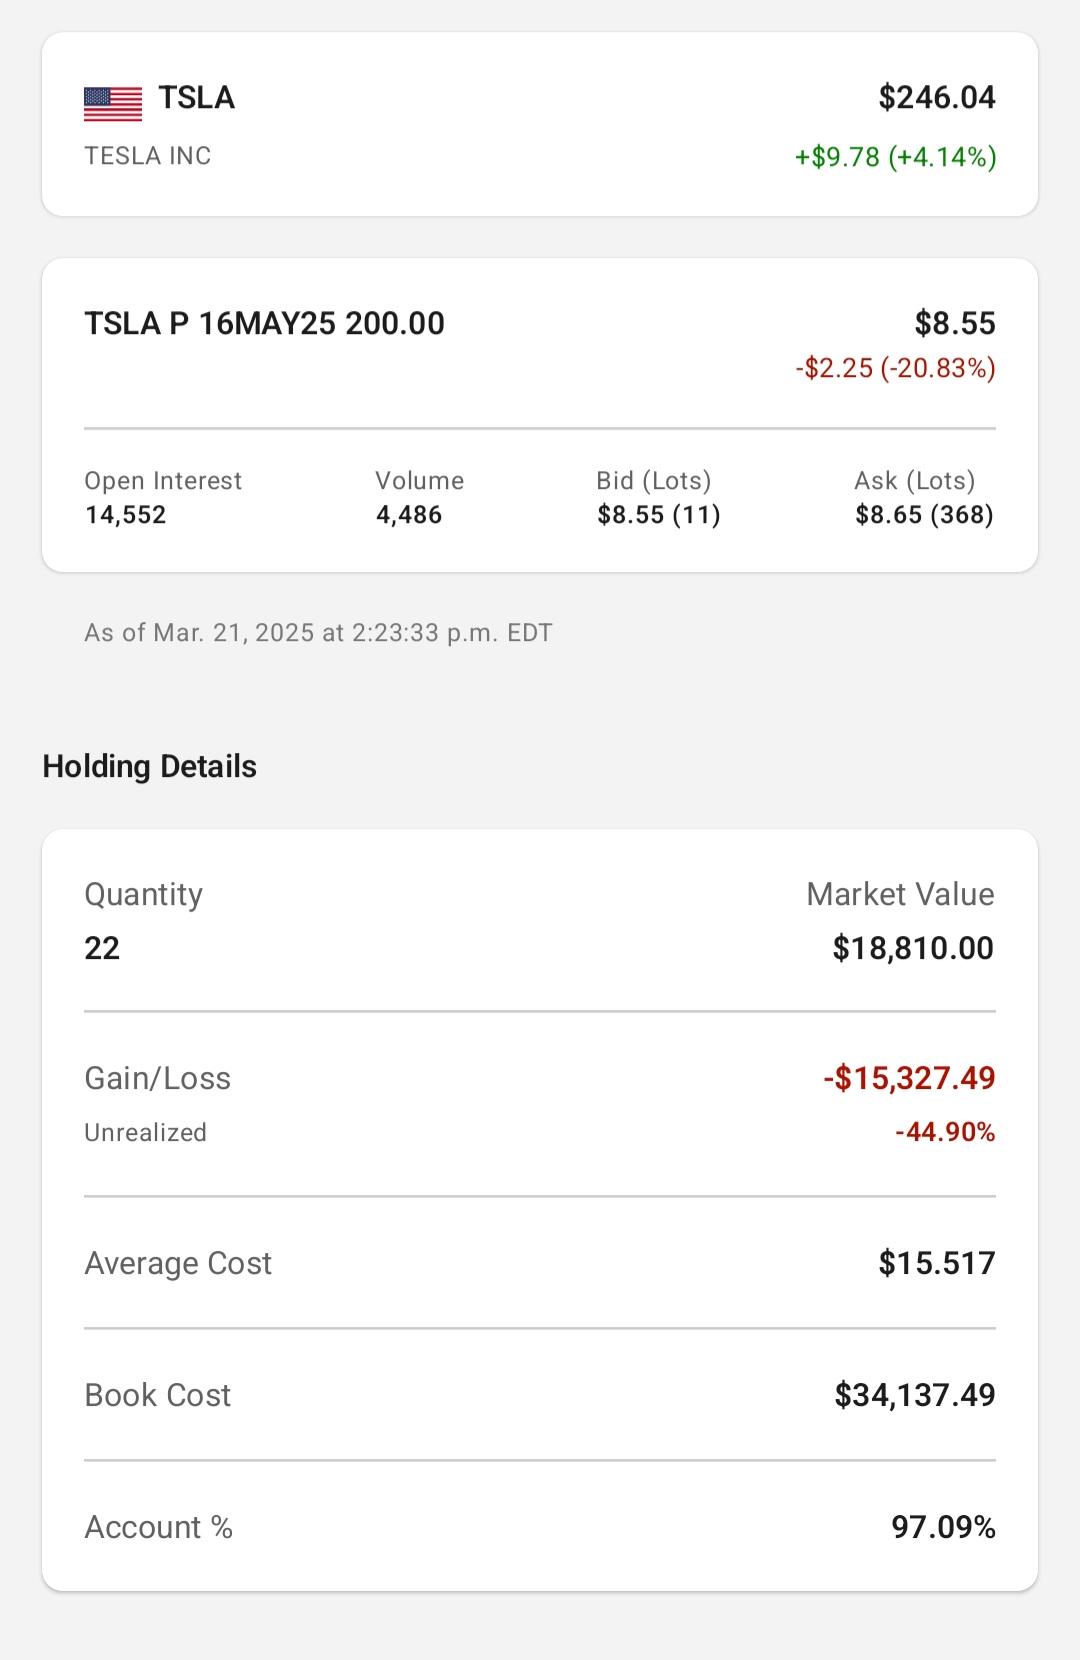 TSLA $246.04
TESLA INC +$9.78 (+4.14%)
TSLA P 16MAY25 200.00 $8.55
-$2.25 (-20.83%)
Open Interest Volume Bid (Lots) Ask (Lots)
14,552 4,486 $8.55 (11) $8.65 (368)
As of Mar. 21, 2025 at 2:23:33 p.m. EDT
Holding Details
Quantity Market Value
22 $18,810.00
Gain/Loss -$15,327.49
Unrealized -44.90%
Average Cost $15.517
Book Cost $34,137.49
Account % 97.09%